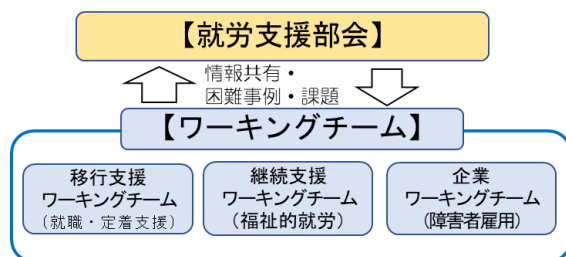 【就労支援部会】
情報共有・
困難事例・課題
【ワーキングチーム】
移行支援
ワーキングチーム
（就職・定着支援）
継続支援
ワーキングチーム
（福祉的就労）
企業
ワーキングチーム
（障害者雇用）